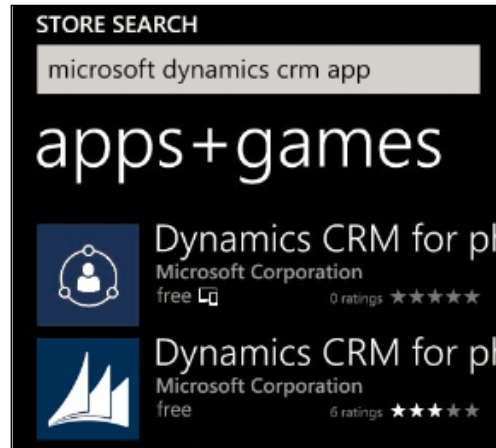 STORE SEARCH
microsoft dynamics crm app
apps+games
Dynamics CRM for ph
Microsoft Corporation
free 0 ratings
Dynamics CRM for ph
Microsoft Corporation
free 6 ratings